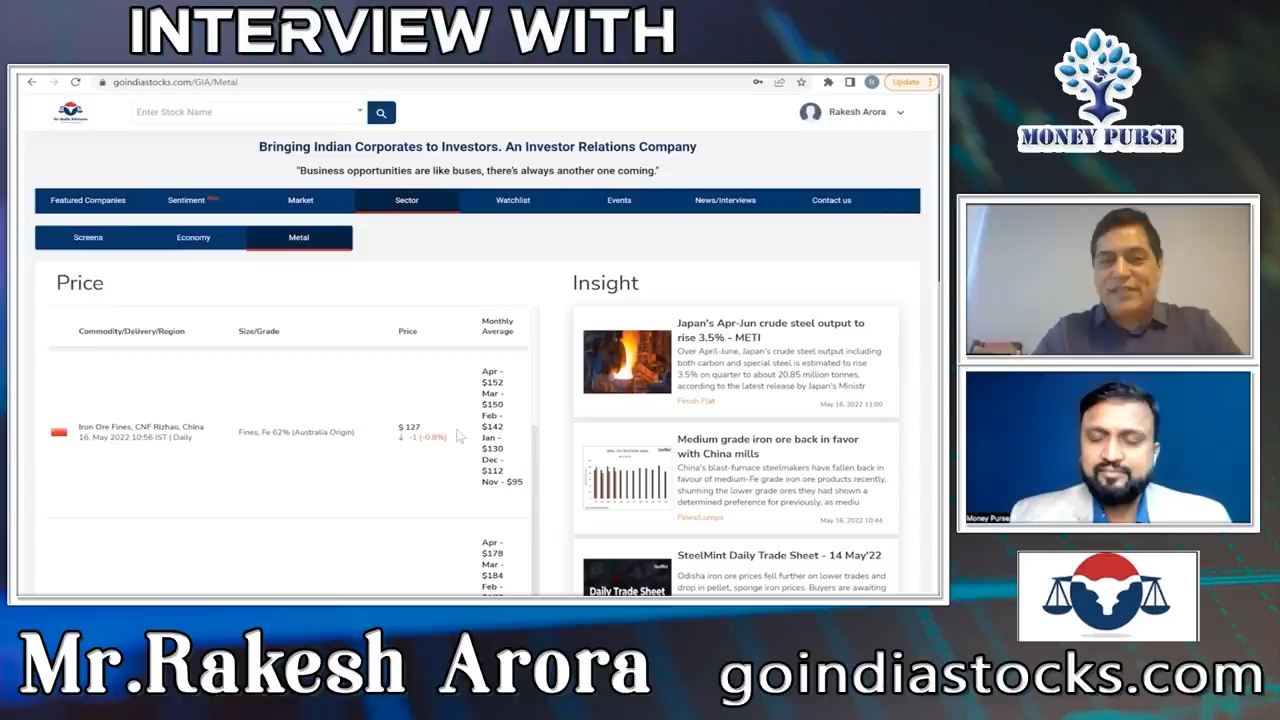 INTERVIEW WITH
goindiastocks.com/GIA/Metal
R
Update
Enter Stock Name
Rakesh Arora
Bringing Indian Corporates to Investors. An Investor Relations Company
"Business opportunities are like buses, there's always another one coming."
Featured Companies
Sentiment New
Market
Sector
Watchlist
Events
News/Interviews
Contact us
Screens
Economy
Metal
Price
Commodity/Delivery/Region
Size/Grade
Price
Monthly
Average
Iron Ore Fines, CNF Rizhao, China
16, May 2022 10:56 IST | Daily
Fines, Fe 62% (Australia Origin)
$ 127
↓ -1 (-0.8%)
Apr -
$152
Mar -
$150
Feb -
$142
Jan -
$130
Dec -
$112
Nov - $95
Apr -
$178
Mar -
$184
Feb -
Insight
Japan's Apr-Jun crude steel output to
rise 3.5% - METI
Over April-June, Japan's crude steel output including
both carbon and special steel is estimated to rise
3.5% on quarter to about 20.85 million tonnes,
according to the latest release by Japan's Ministr
Finish Flat
May 16, 2022 11:00
Medium grade iron ore back in favor
with China mills
China's blast-furnace steelmakers have fallen back in
favour of medium-Fe grade iron ore products recently,
shunning the lower grade ores they had shown a
determined preference for previously, as mediu
Fines/Lumps
May 16, 2022 10:44
SteelMint Daily Trade Sheet - 14 May'22
Odisha iron ore prices fell further on lower trades and
drop in pellet, sponge iron prices. Buyers are awaiting
Daily Trade Sheet
MONEY PURSE
Money Purse
Mr.Rakesh Arora
goindiastocks.com